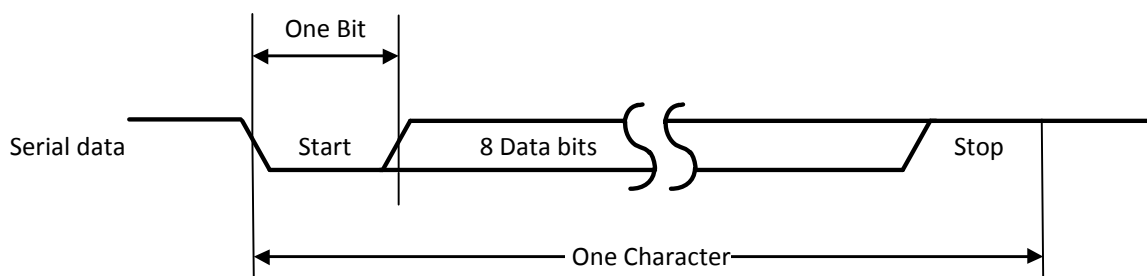 One Bit
Serial data
Start
8 Data bits
Stop
One Character